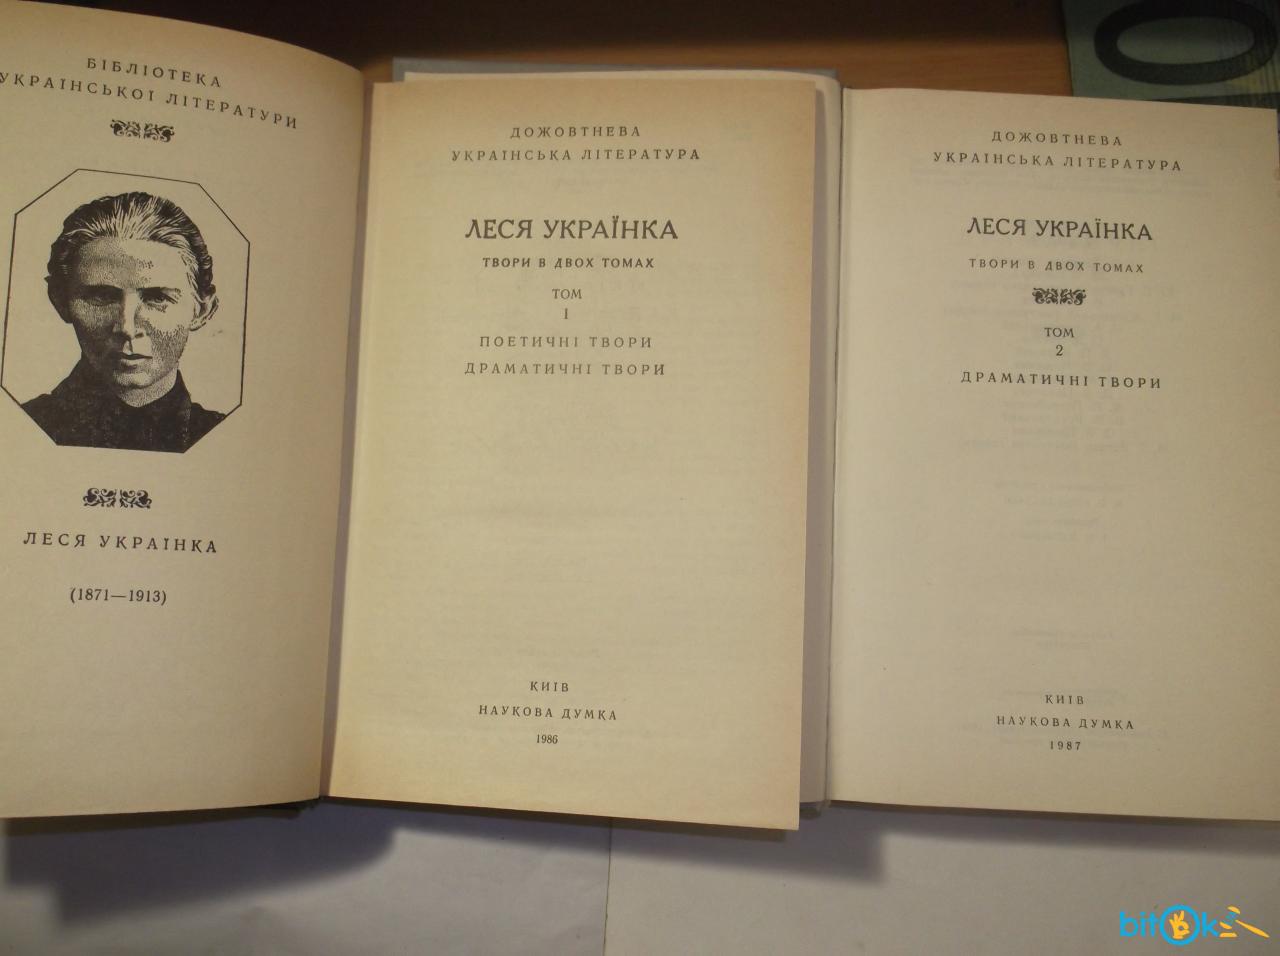 БІБЛІОТЕКА
УКРАЇНСЬКОЇ ЛІТЕРАТУРИ
ЛЕСЯ УКРАЇНКА
(1871—1913)
ДОЖОВТНЕВА
УКРАЇНСЬКА ЛІТЕРАТУРА
ЛЕСЯ УКРАЇНКА
ТВОРИ В ДВОХ ТОМАХ
ТОМ
1
ПОЕТИЧНІ ТВОРИ
ДРАМАТИЧНІ ТВОРИ
КИЇВ
НАУКОВА ДУМКА
1986
ДОЖОВТНЕВА
УКРАЇНСЬКА ЛІТЕРАТУРА
ЛЕСЯ УКРАЇНКА
ТВОРИ В ДВОХ ТОМАХ
ТОМ
2
ДРАМАТИЧНІ ТВОРИ
КИЇВ
НАУКОВА ДУМКА
1987
bitOk